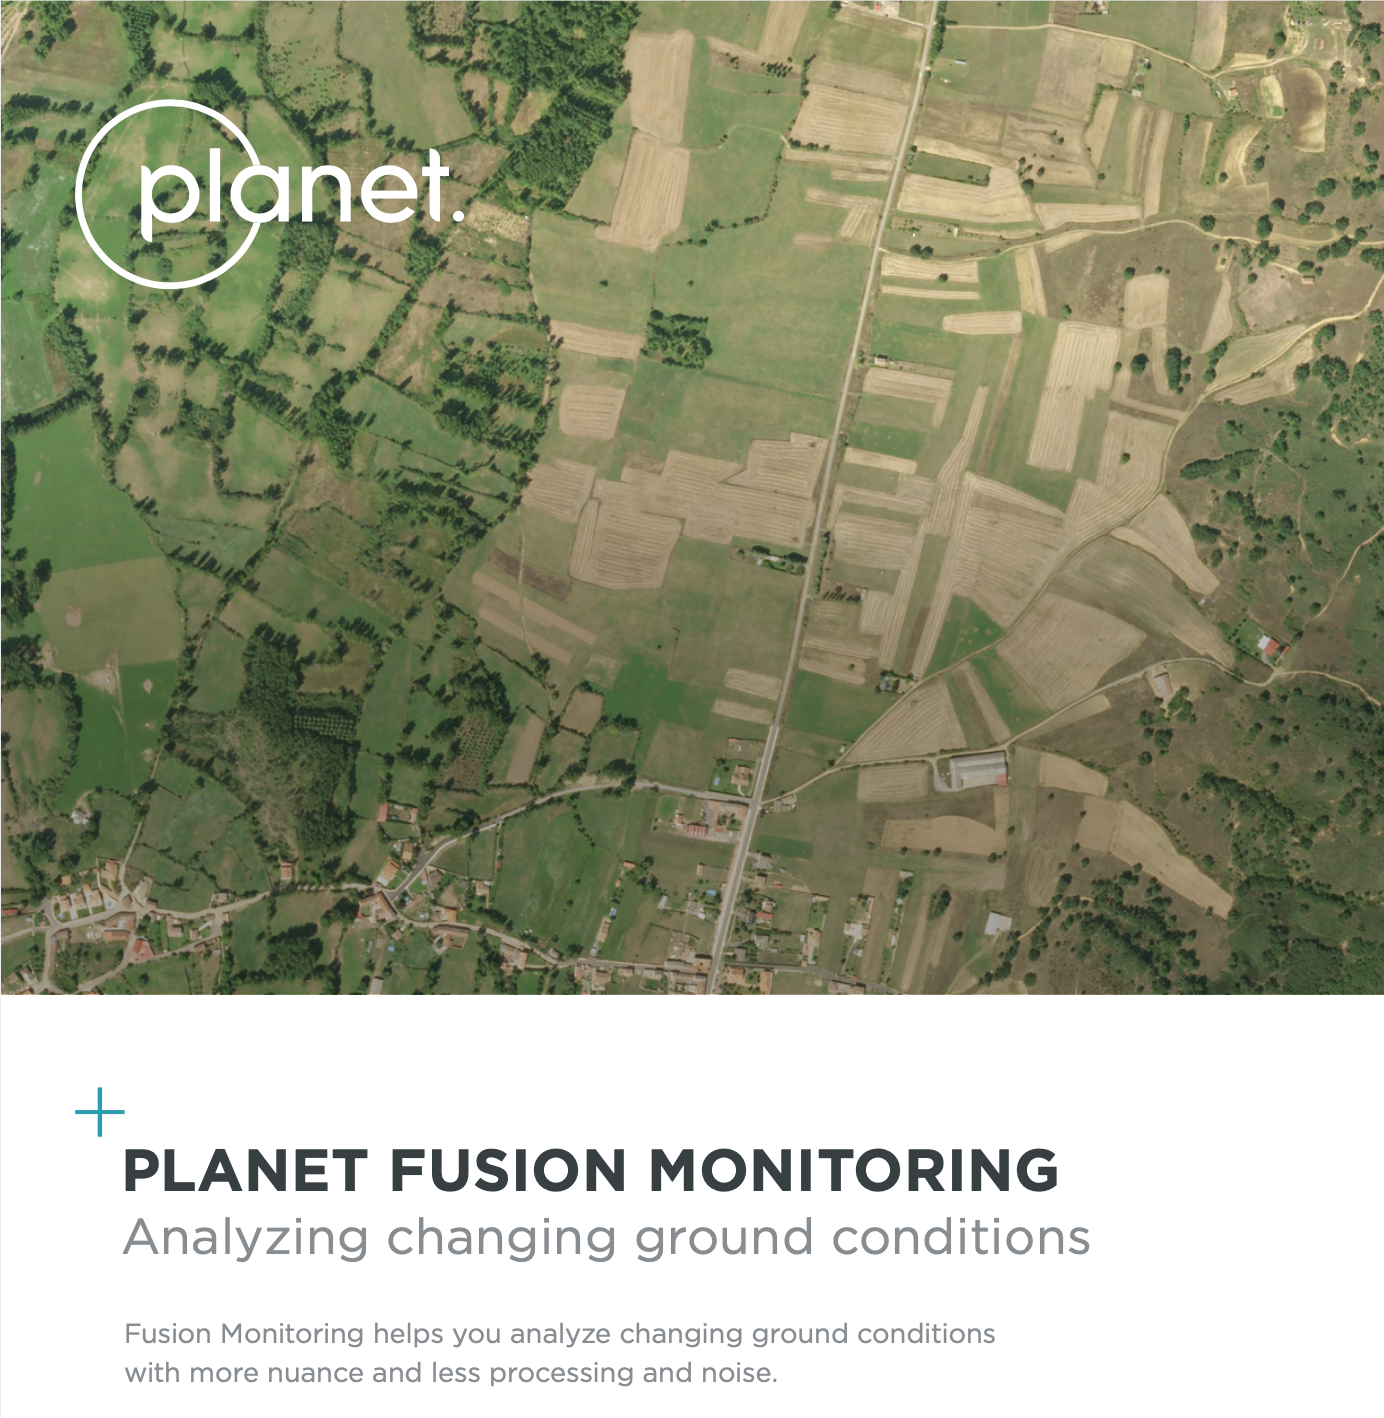 planet.
PLANET FUSION MONITORING
Analyzing changing ground conditions
Fusion Monitoring helps you analyze changing ground conditions
with more nuance and less processing and noise.